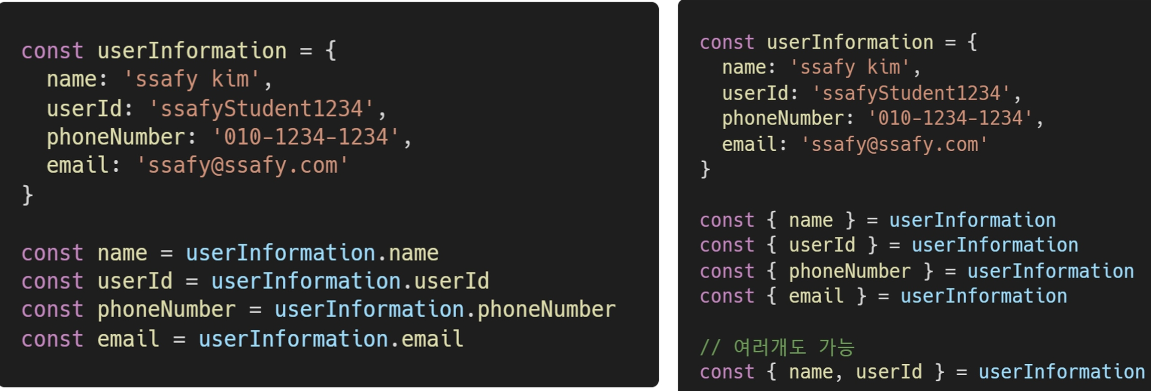 const userInformation = {
  name: 'ssafy kim',
  userId: 'ssafyStudent1234',
  phoneNumber: '010-1234-1234',
  email: 'ssafy@ssafy.com'
}

const name = userInformation.name
const userId = userInformation.userId
const phoneNumber = userInformation.phoneNumber
const email = userInformation.email

const userInformation = {
  name: 'ssafy kim',
  userId: 'ssafyStudent1234',
  phoneNumber: '010-1234-1234',
  email: 'ssafy@ssafy.com'
}

const { name } = userInformation
const { userId } = userInformation
const { phoneNumber } = userInformation
const { email } = userInformation

// 여러개도 가능
const { name, userId } = userInformation